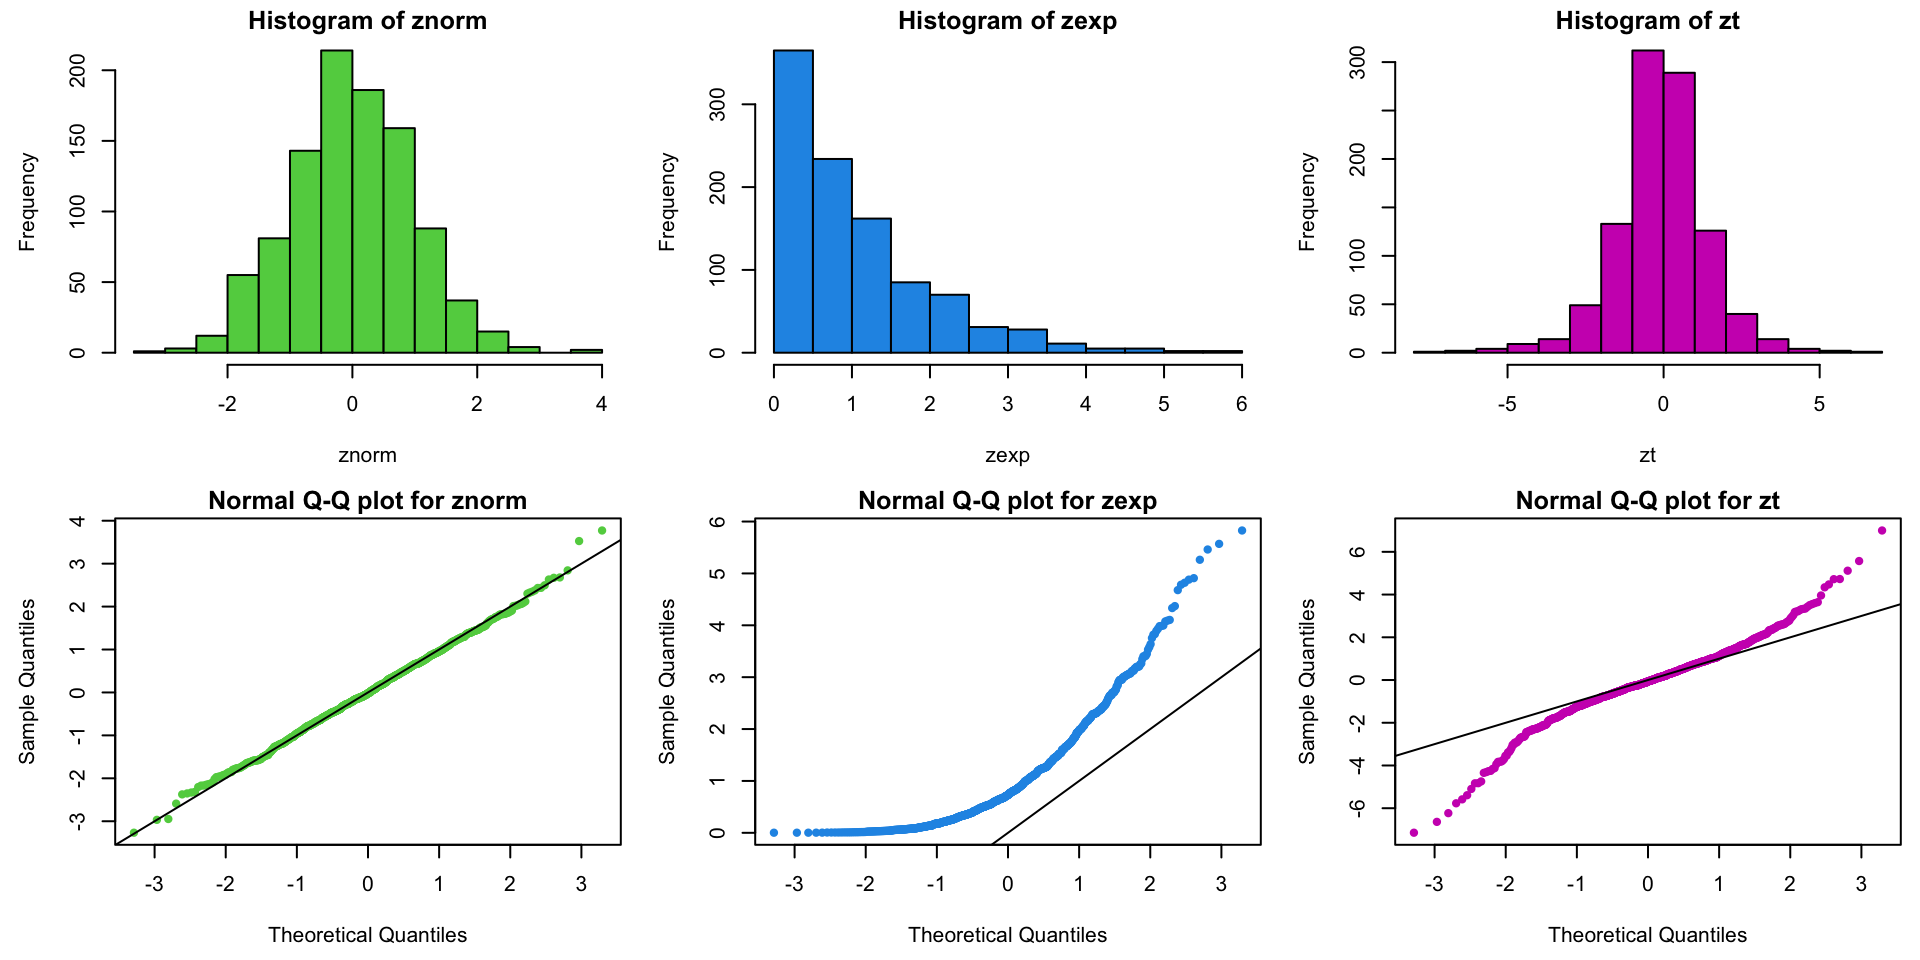 Histogram of znorm
Frequency
0 50 100 150 200
-2 0 2 4
znorm
Histogram of zexp
Frequency
0 100 200 300
0 1 2 3 4 5 6
zexp
Histogram of zt
Frequency
0 50 100 200 300
-5 0 5
zt
Normal Q-Q plot for znorm
Sample Quantiles
-3 -2 -1 0 1 2 3 4
-3 -2 -1 0 1 2 3
Theoretical Quantiles
Normal Q-Q plot for zexp
Sample Quantiles
0 1 2 3 4 5 6
-3 -2 -1 0 1 2 3
Theoretical Quantiles
Normal Q-Q plot for zt
Sample Quantiles
-6 -4 -2 0 2 4 6
-3 -2 -1 0 1 2 3
Theoretical Quantiles